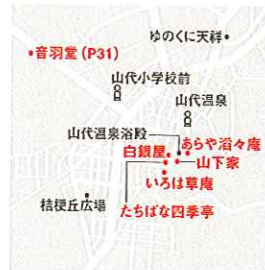 ゆのくに天祥
音羽堂(P31)
山代小学校前
山代温泉
山代温泉浴殿
あらや滔々庵
白銀屋
山下家
いろは草庵
桔梗丘広場
たちばな四季亭